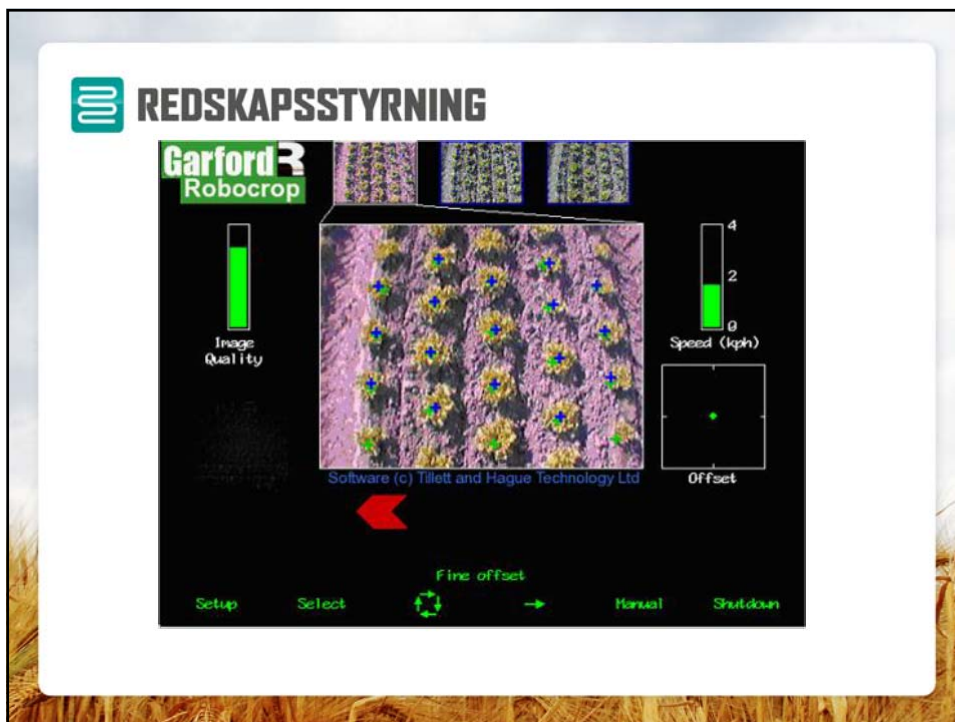 REDSKAPSSTYRNING
Garford R
Robocrop
4
2
0
Image
Quality
Speed (kph)
Software (c) Tillett and Hague Technology Ltd
Offset
Fine offset
Setup Select Manual Shutdown